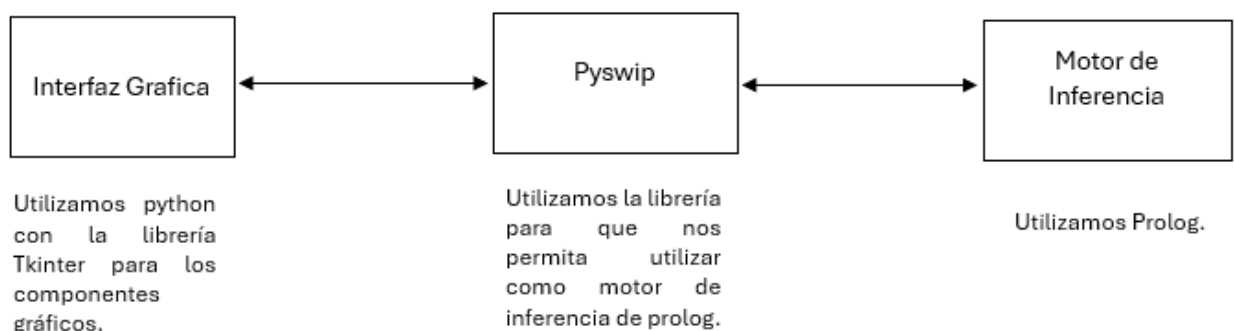 Interfaz Grafica
Pyswip
Motor de
Inferencia
Utilizamos python
con la librería
Tkinter para los
componentes
gráficos.
Utilizamos la librería
para que nos
permita utilizar
como motor de
inferencia de prolog.
Utilizamos Prolog.